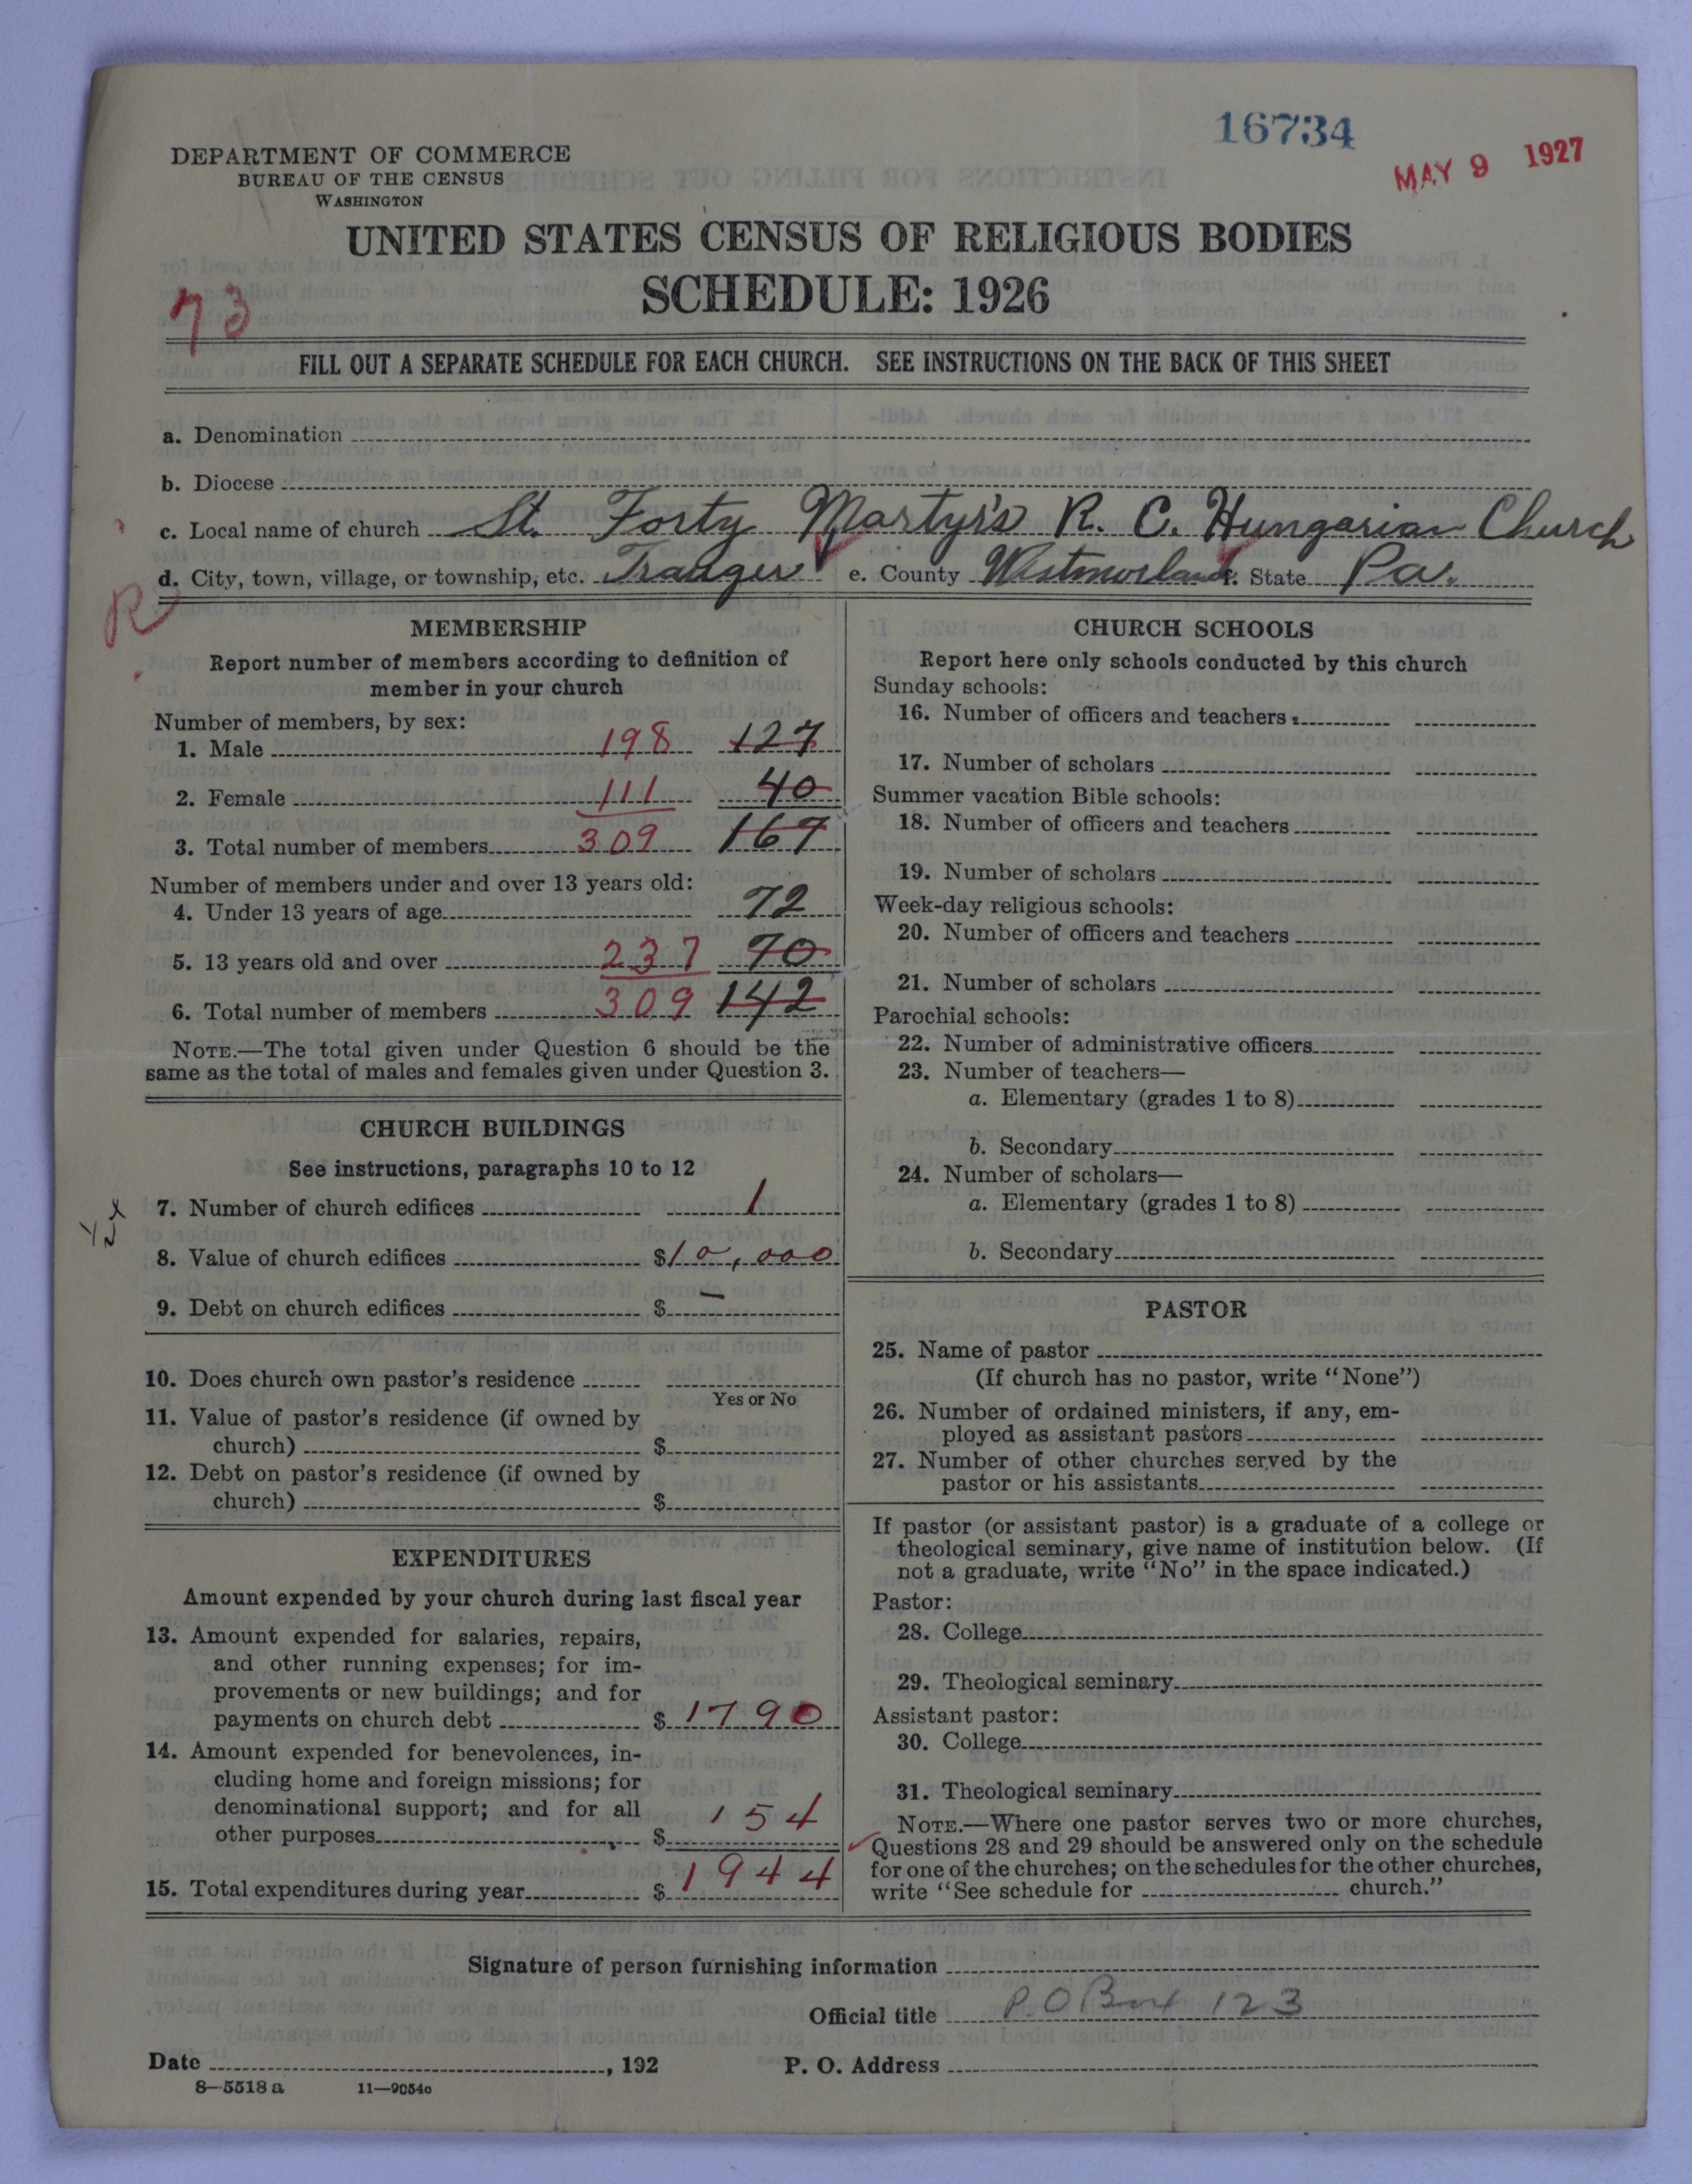 16734
MAY 9 1927
DEPARTMENT OF COMMERCE
BUREAU OF THE CENSUS
WASHINGTON
UNITED STATES CENSUS OF RELIGIOUS BODIES
SCHEDULE: 1926
73
FILL OUT A SEPARATE SCHEDULE FOR EACH CHURCH. SEE INSTRUCTIONS ON THE BACK OF THIS SHEET
a. Denomination
b. Diocese
c. Local name of church St. Forty Martyrs R. C. Hungarian Church
d. City, town, village, or township, etc. Trauger e. County Westmorland f. State Pa.
R
MEMBERSHIP
Report number of members according to definition of
member in your church
Number of members, by sex:
1. Male 198 127
2. Female 111 40
3. Total number of members 309 167
Number of members under and over 13 years old:
4. Under 13 years of age 72
5. 13 years old and over 237 70
6. Total number of members 309 142
NOTE.—The total given under Question 6 should be the
same as the total of males and females given under Question 3.
CHURCH BUILDINGS
See instructions, paragraphs 10 to 12
7. Number of church edifices 1
8. Value of church edifices $10,000
9. Debt on church edifices $ —
10. Does church own pastor's residence
Yes or No
11. Value of pastor's residence (if owned by
church) $
12. Debt on pastor's residence (if owned by
church) $
EXPENDITURES
Amount expended by your church during last fiscal year
13. Amount expended for salaries, repairs,
and other running expenses; for im-
provements or new buildings; and for
payments on church debt $ 1790
14. Amount expended for benevolences, in-
cluding home and foreign missions; for
denominational support; and for all
other purposes $ 154
15. Total expenditures during year $ 1944
CHURCH SCHOOLS
Report here only schools conducted by this church
Sunday schools:
16. Number of officers and teachers
17. Number of scholars
Summer vacation Bible schools:
18. Number of officers and teachers
19. Number of scholars
Week-day religious schools:
20. Number of officers and teachers
21. Number of scholars
Parochial schools:
22. Number of administrative officers
23. Number of teachers—
a. Elementary (grades 1 to 8)
b. Secondary
24. Number of scholars—
a. Elementary (grades 1 to 8)
b. Secondary
PASTOR
25. Name of pastor
(If church has no pastor, write "None")
26. Number of ordained ministers, if any, em-
ployed as assistant pastors
27. Number of other churches served by the
pastor or his assistants
If pastor (or assistant pastor) is a graduate of a college or
theological seminary, give name of institution below. (If
not a graduate, write "No" in the space indicated.)
Pastor:
28. College
29. Theological seminary
Assistant pastor:
30. College
31. Theological seminary
NOTE.—Where one pastor serves two or more churches,
Questions 28 and 29 should be answered only on the schedule
for one of the churches; on the schedules for the other churches,
write "See schedule for church."
Signature of person furnishing information
Official title P. O Box 123
Date , 192 P. O. Address
8—5518 a 11—9054c